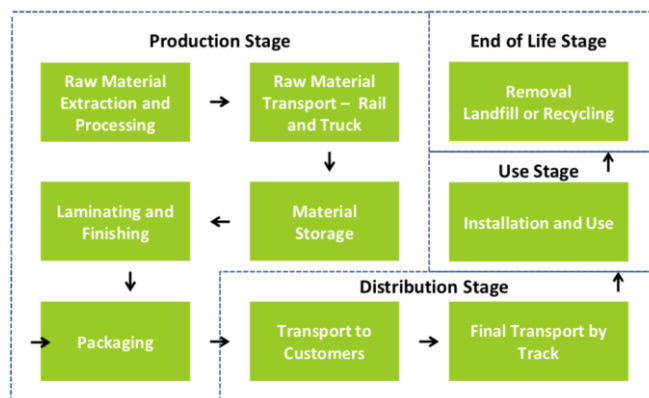 Production Stage
Raw Material
Extraction and
Processing
Raw Material
Transport – Rail
and Truck
Material
Storage
Laminating and
Finishing
Packaging
Distribution Stage
Transport to
Customers
Final Transport by
Track
Use Stage
Installation and Use
End of Life Stage
Removal
Landfill or Recycling